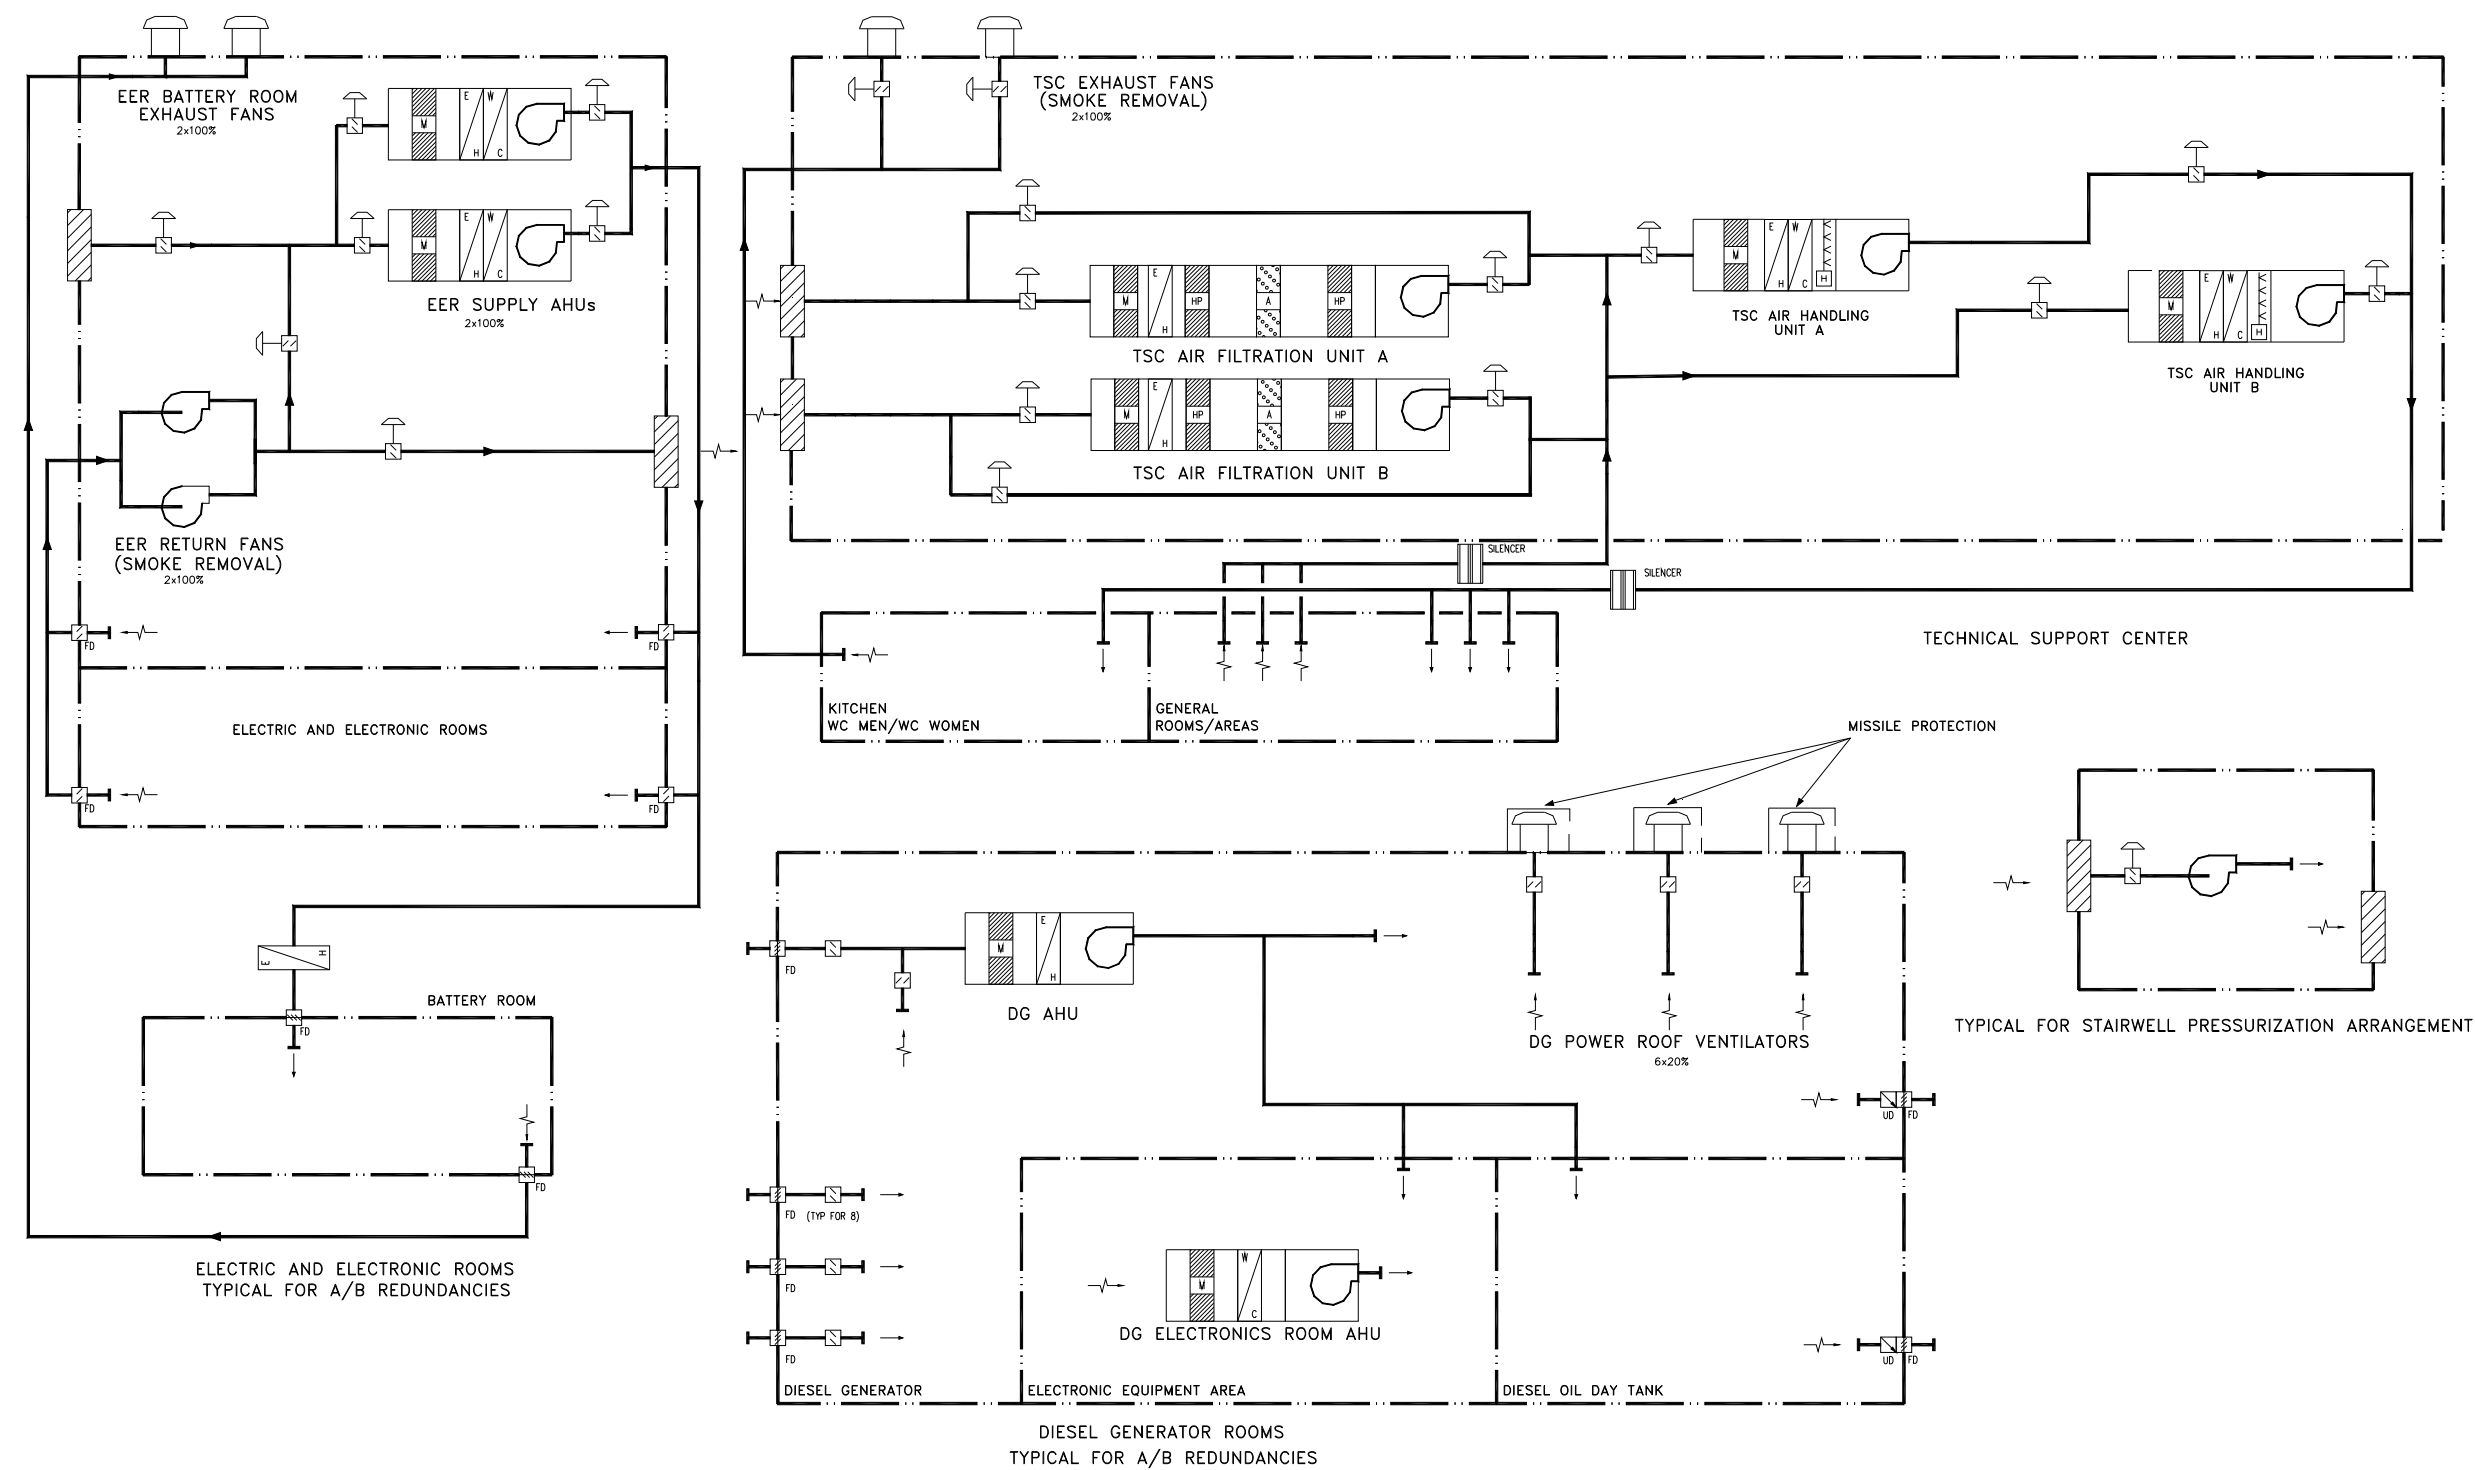 EER BATTERY ROOM
EXHAUST FANS
2x100%
E
W
M
H
C
E
W
M
H
C
EER SUPPLY AHUs
2x100%
EER RETURN FANS
(SMOKE REMOVAL)
2x100%
FD
FD
ELECTRIC AND ELECTRONIC ROOMS
FD
FD
E
H
BATTERY ROOM
FD
FD
ELECTRIC AND ELECTRONIC ROOMS
TYPICAL FOR A/B REDUNDANCIES
TSC EXHAUST FANS
(SMOKE REMOVAL)
2x100%
M
E
H
HP
A
HP
TSC AIR FILTRATION UNIT A
M
E
H
HP
A
HP
TSC AIR FILTRATION UNIT B
M
E
H
W
C
H
TSC AIR HANDLING
UNIT A
M
E
H
W
C
H
TSC AIR HANDLING
UNIT B
SILENCER
SILENCER
TECHNICAL SUPPORT CENTER
KITCHEN
WC MEN/WC WOMEN
GENERAL
ROOMS/AREAS
MISSILE PROTECTION
FD
M
E
H
DG AHU
DG POWER ROOF VENTILATORS
6x20%
UD
FD
FD
(TYP FOR 8)
FD
FD
M
W
C
DG ELECTRONICS ROOM AHU
UD
FD
DIESEL GENERATOR
ELECTRONIC EQUIPMENT AREA
DIESEL OIL DAY TANK
DIESEL GENERATOR ROOMS
TYPICAL FOR A/B REDUNDANCIES
TYPICAL FOR STAIRWELL PRESSURIZATION ARRANGEMENT